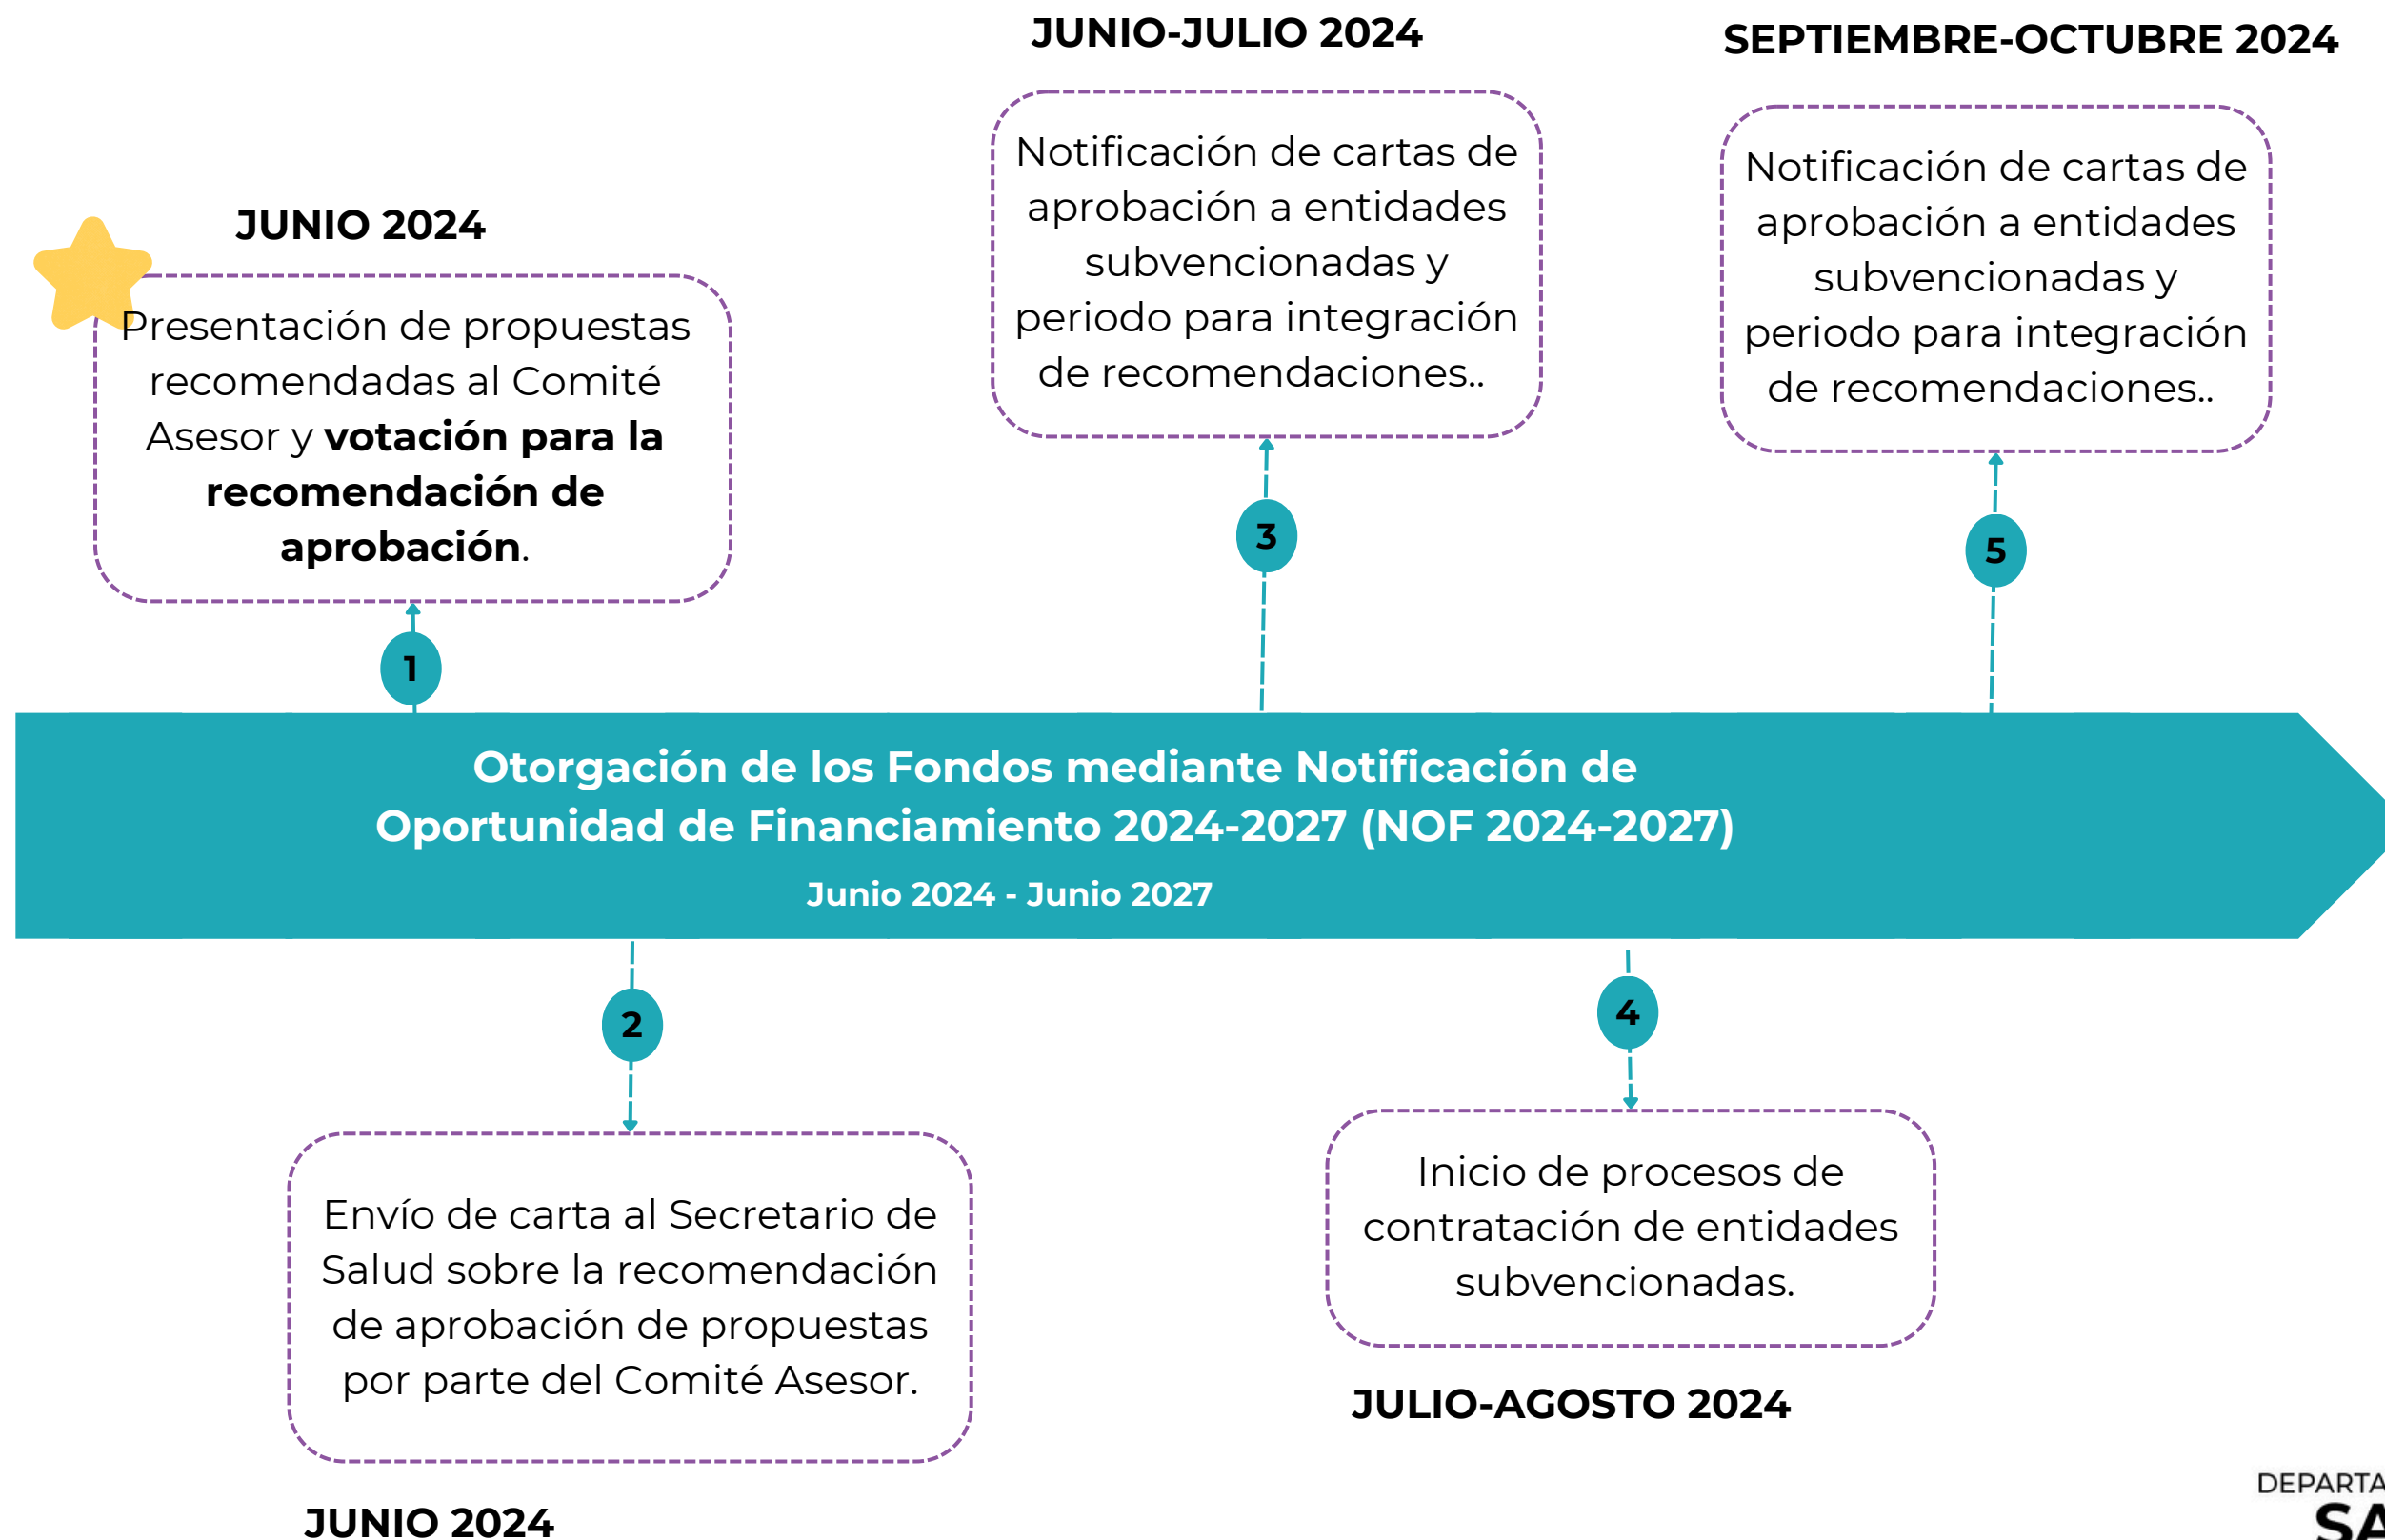 JUNIO 2024
Presentación de propuestas
recomendadas al Comité
Asesor y votación para la
recomendación de
aprobación.
1
JUNIO-JULIO 2024
Notificación de cartas de
aprobación a entidades
subvencionadas y
periodo para integración
de recomendaciones..
3
SEPTIEMBRE-OCTUBRE 2024
Notificación de cartas de
aprobación a entidades
subvencionadas y
periodo para integración
de recomendaciones..
5
Otorgación de los Fondos mediante Notificación de
Oportunidad de Financiamiento 2024-2027 (NOF 2024-2027)
Junio 2024 - Junio 2027
2
Envío de carta al Secretario de
Salud sobre la recomendación
de aprobación de propuestas
por parte del Comité Asesor.
JUNIO 2024
4
Inicio de procesos de
contratación de entidades
subvencionadas.
JULIO-AGOSTO 2024